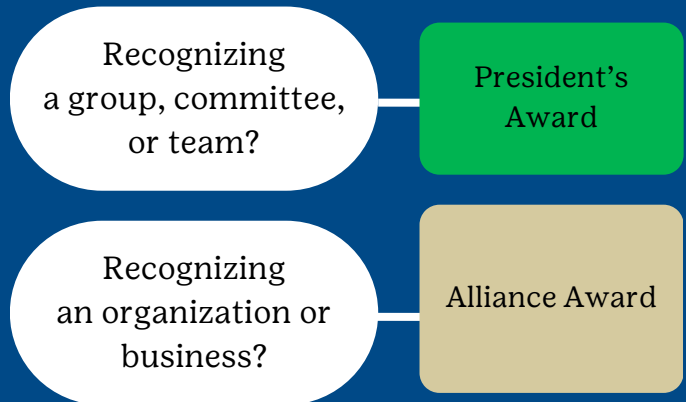 Recognizing
a group, committee,
or team?
President’s
Award
Recognizing
an organization or
business?
Alliance Award